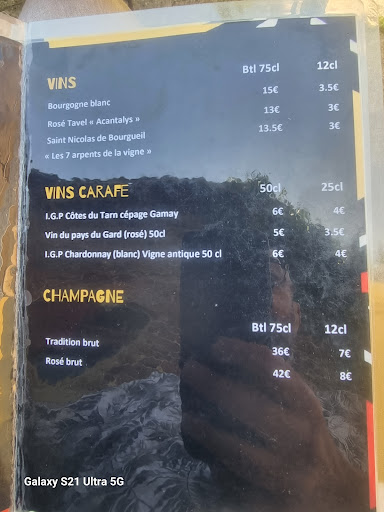 VINS Btl 75cl 12cl
Bourgogne blanc 15€ 3.5€
Rosé Tavel « Acantalys » 13€ 3€
Saint Nicolas de Bourgueil 13.5€ 3€
« Les 7 arpents de la vigne »
VINS CARAFE 50cl 25cl
I.G.P Côtes du Tarn cépage Gamay 6€ 4€
Vin du pays du Gard (rosé) 50cl 5€ 3.5€
I.G.P Chardonnay (blanc) Vigne antique 50 cl 6€ 4€
CHAMPAGNE
Btl 75cl 12cl
Tradition brut 36€ 7€
Rosé brut 42€ 8€
Galaxy S21 Ultra 5G